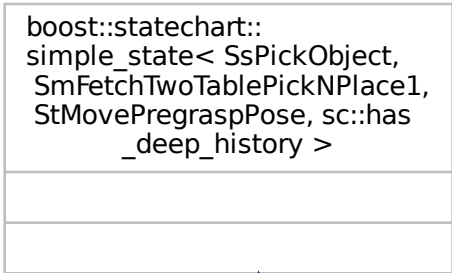 boost::statechart::
simple_state< SsPickObject,
SmFetchTwoTablePickNPlace1,
StMovePregraspPose, sc::has
_deep_history >